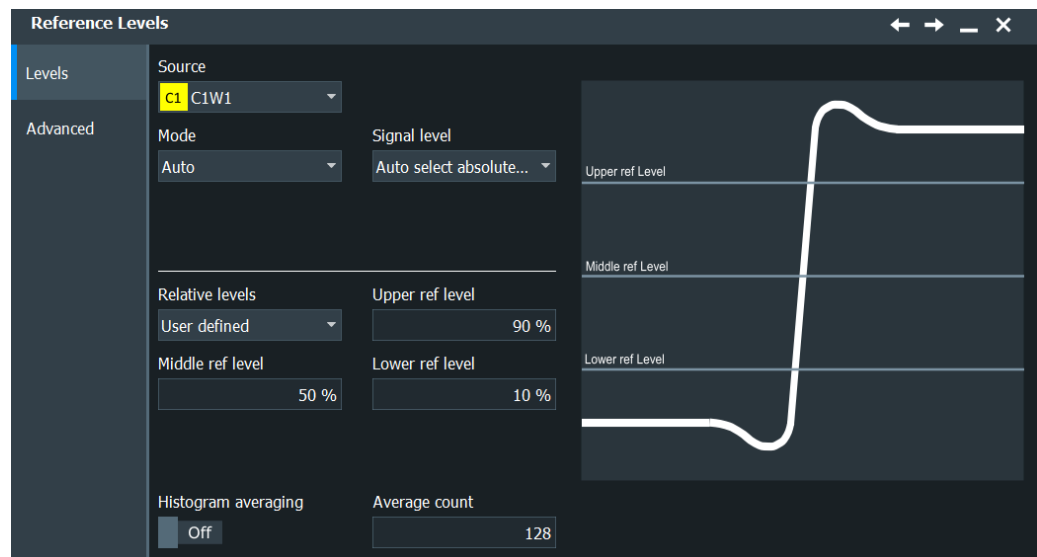 Reference Levels
Levels
Advanced
Source
C1 C1W1
Mode
Signal level
Auto
Auto select absolute...
Relative levels
Upper ref level
User defined
90 %
Middle ref level
Lower ref level
50 %
10 %
Histogram averaging
Average count
Off
128
Upper ref Level
Middle ref Level
Lower ref Level